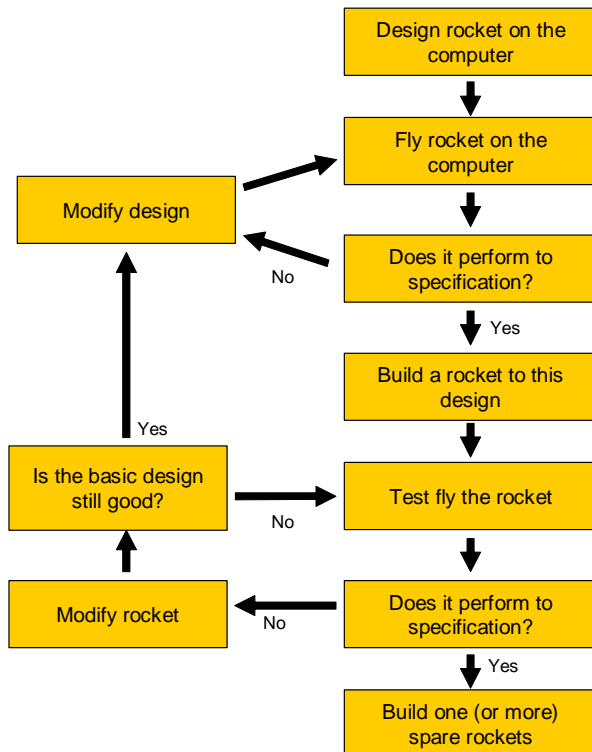 Design rocket on the
computer
Fly rocket on the
computer
Modify design
Does it perform to
specification?
No
Yes
Build a rocket to this
design
Yes
Is the basic design
still good?
Test fly the rocket
No
Modify rocket
Does it perform to
specification?
No
Yes
Build one (or more)
spare rockets